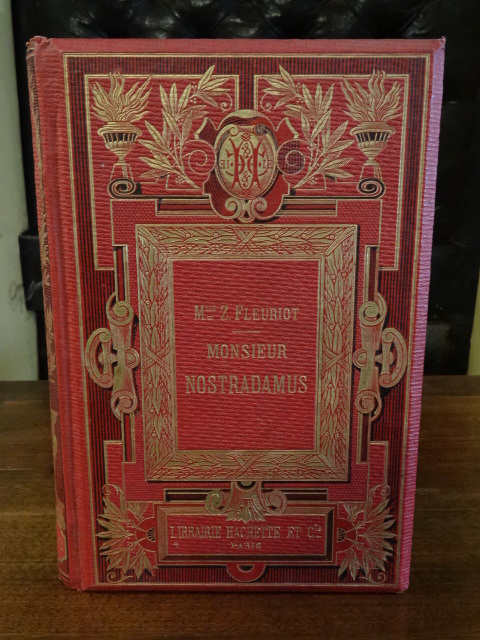 Mlle Z FLEURIOT
MONSIEUR
NOSTRADAMUS
LIBRAIRIE HACHETTE ET Cie
PARIS